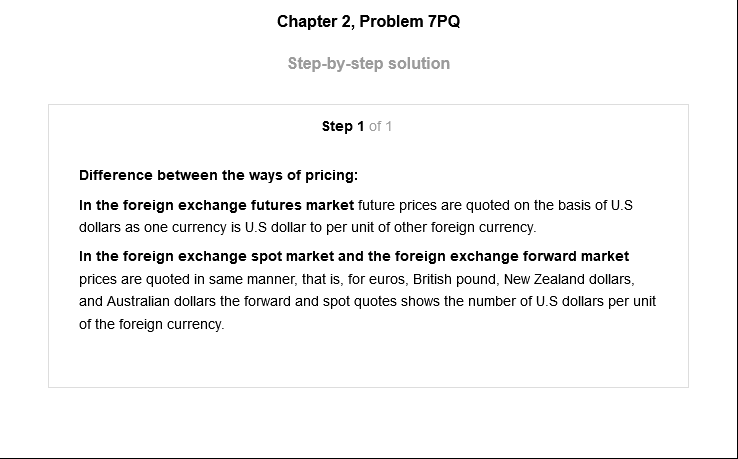 Chapter 2, Problem 7PQ
Step-by-step solution
Step 1 of 1
Difference between the ways of pricing:
In the foreign exchange futures market future prices are quoted on the basis of U.S
dollars as one currency is U.S dollar to per unit of other foreign currency.
In the foreign exchange spot market and the foreign exchange forward market
prices are quoted in same manner, that is, for euros, British pound, New Zealand dollars,
and Australian dollars the forward and spot quotes shows the number of U.S dollars per unit
of the foreign currency.